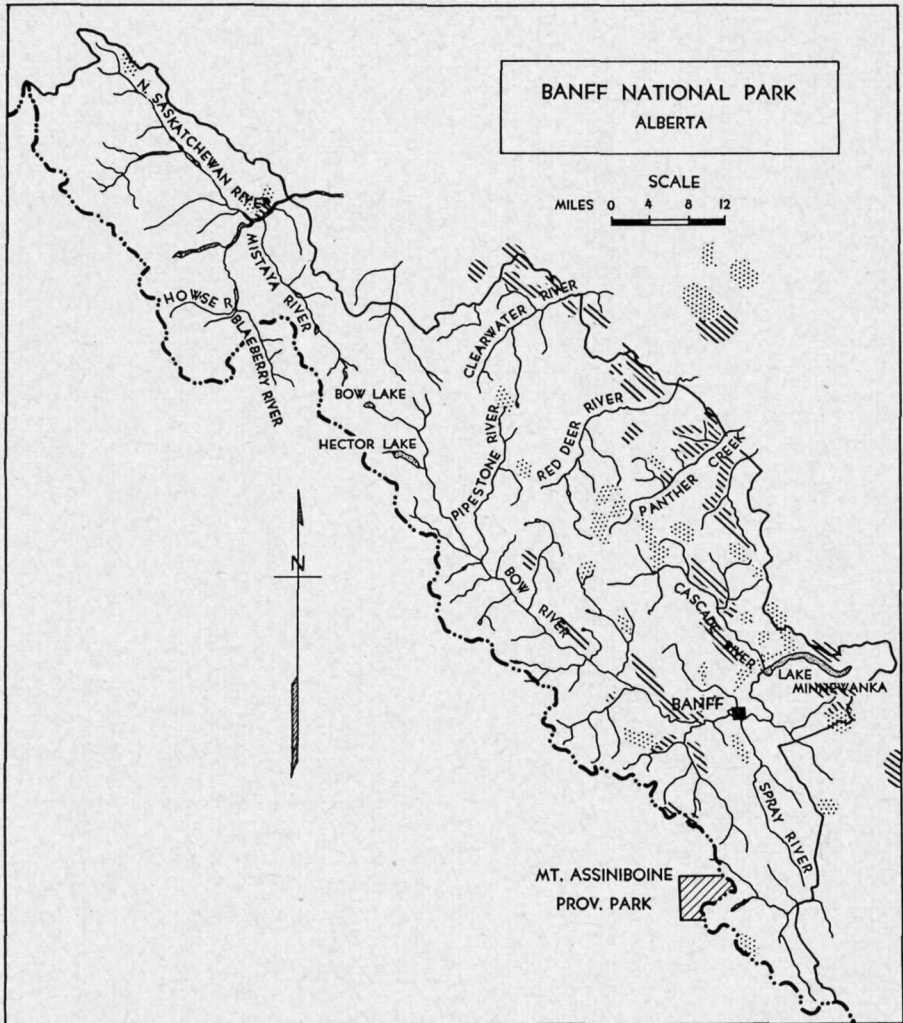 BANFF NATIONAL PARK
ALBERTA
SCALE
MILES 0 4 8 12
N. SASKATCHEWAN RIVER
MISTAYA RIVER
HOWSE R.
BLAEBERRY RIVER
CLEARWATER RIVER
BOW LAKE
HECTOR LAKE
PIPESTONE RIVER
RED DEER RIVER
PANTHER CREEK
N
BOW RIVER
CASCADE RIVER
LAKE
MINNEWANKA
BANFF
SPRAY RIVER
MT. ASSINIBOINE
PROV. PARK